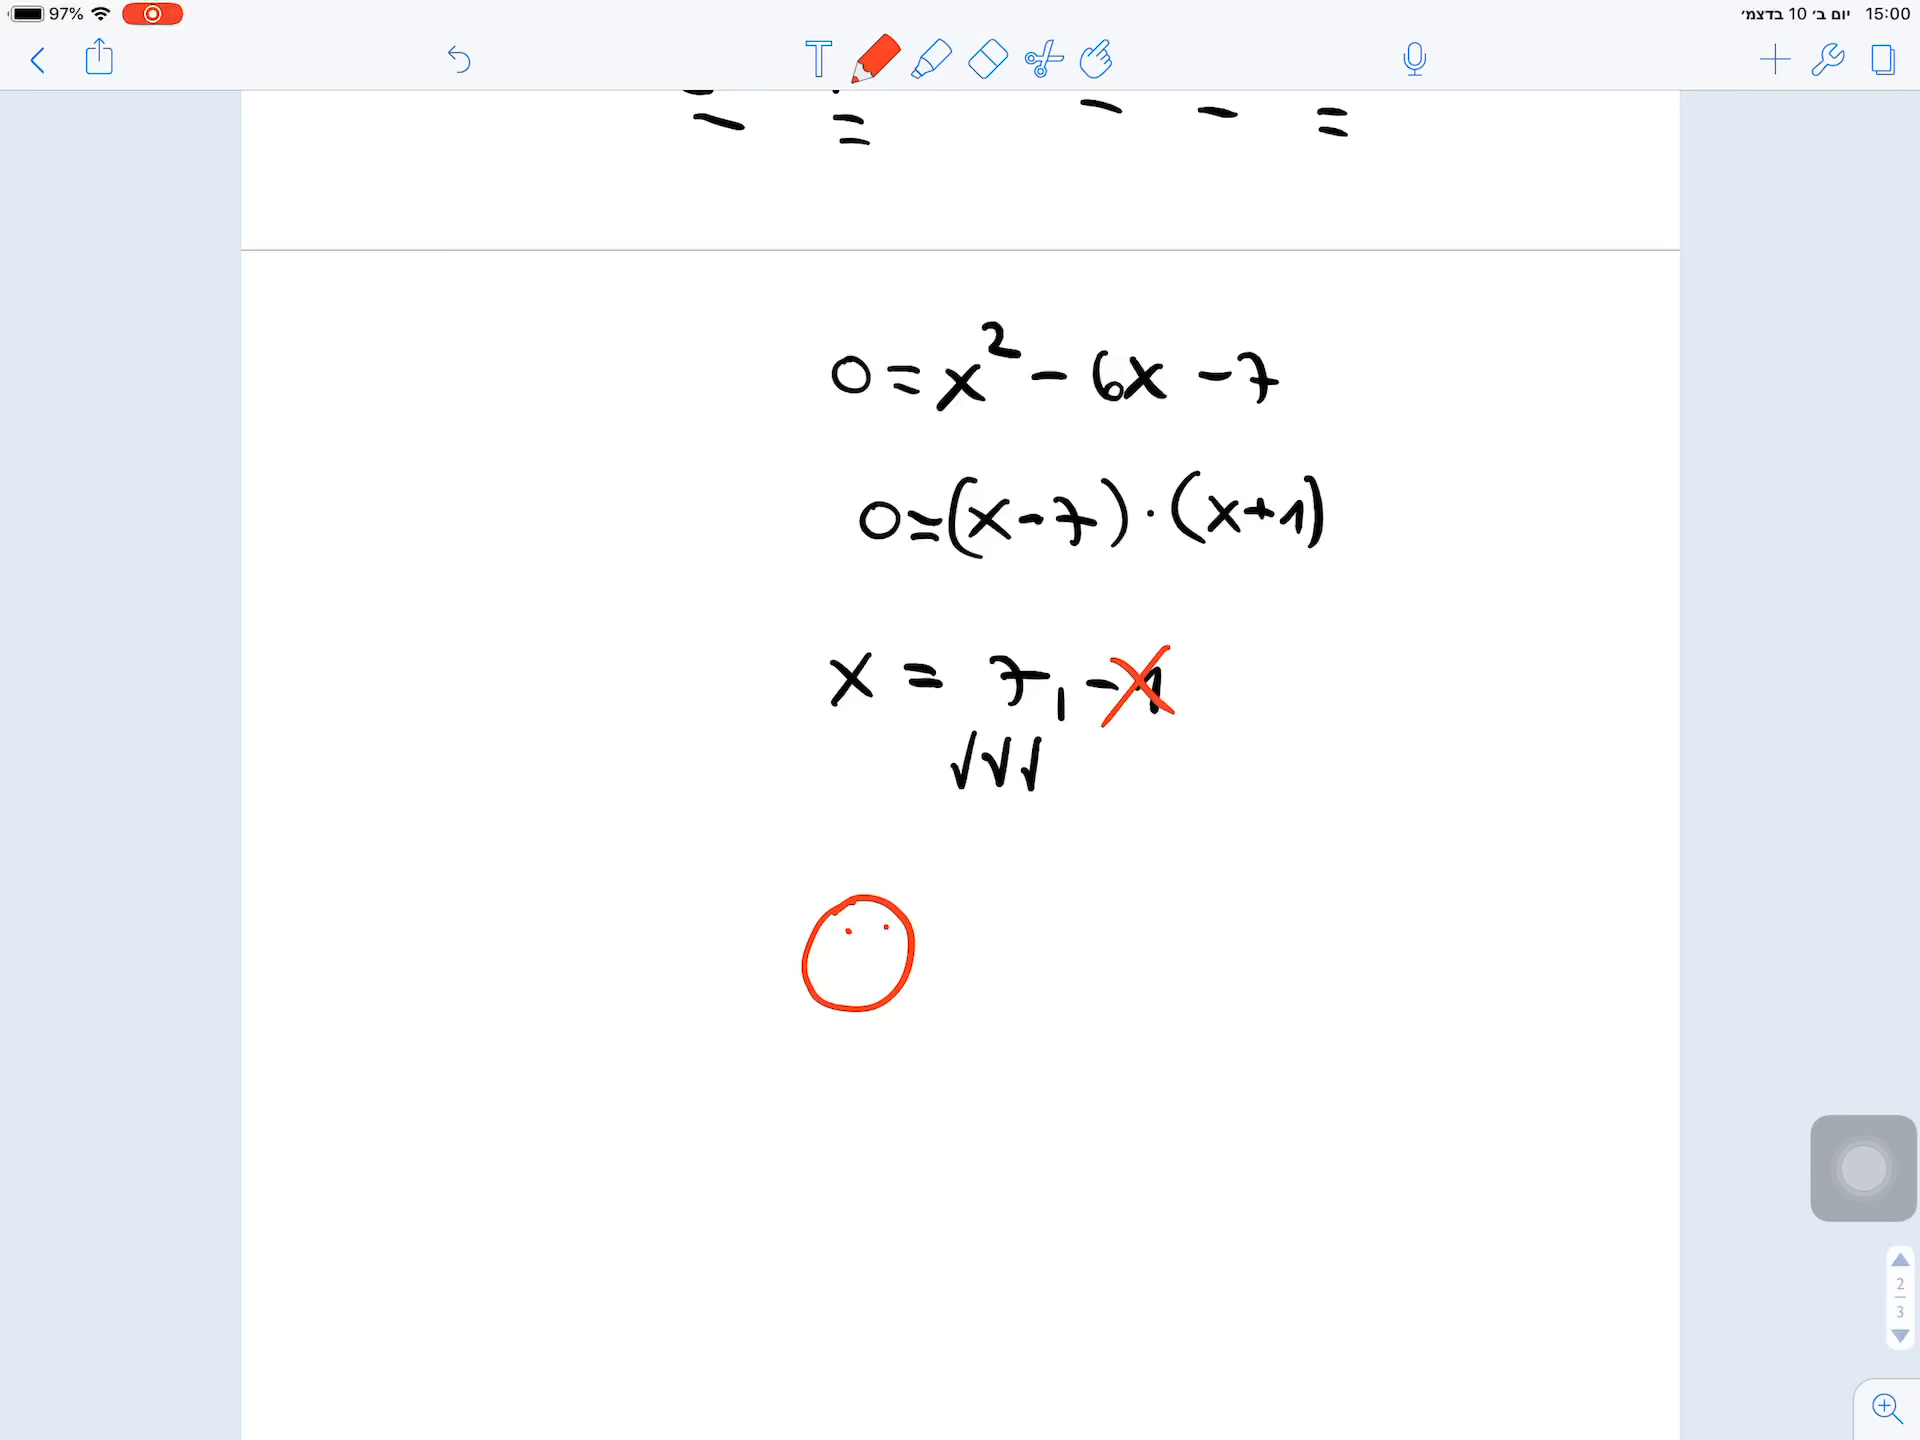 97% 15:00 יום ב׳ 10 בדצמ׳
T
0 = x² - 6x - 7
0 = (x - 7) · (x + 1)
x = 7, -1
√√√
2
3